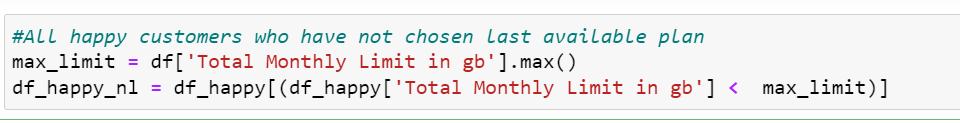 #All happy customers who have not chosen last available plan
max_limit = df['Total Monthly Limit in gb'].max()
df_happy_nl = df_happy[(df_happy['Total Monthly Limit in gb'] <  max_limit)]